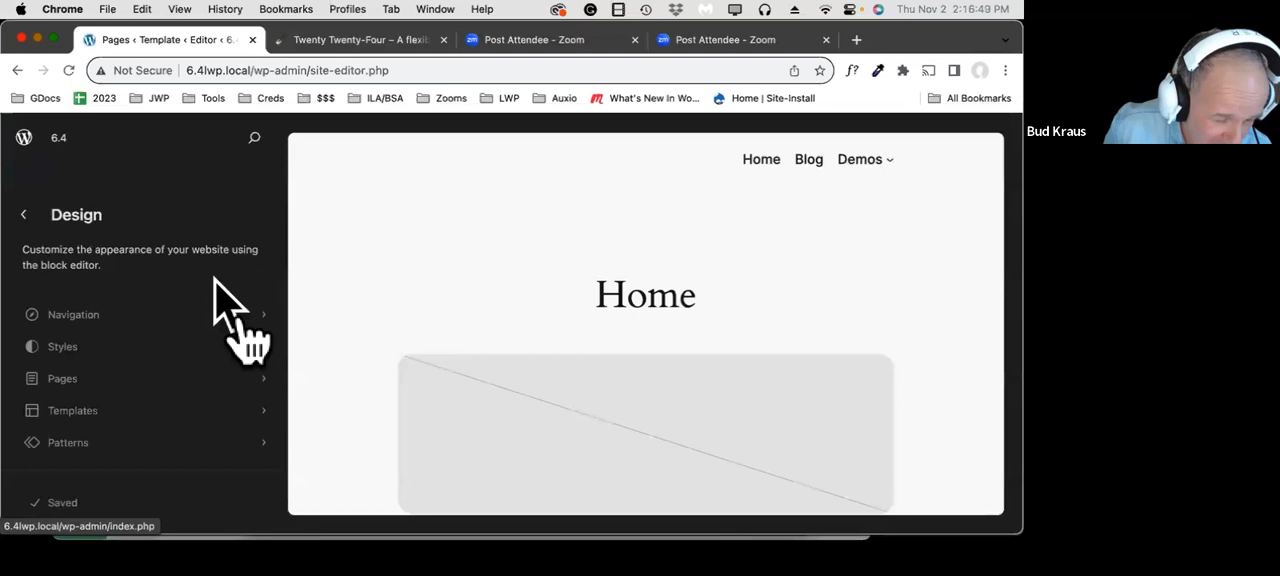 Chrome File Edit View History Bookmarks Profiles Tab Window Help Thu Nov 2 2:16:49 PM
Pages ‹ Template ‹ Editor ‹ 6. Twenty Twenty-Four – A flexi Post Attendee - Zoom Post Attendee - Zoom
Not Secure 6.4lwp.local/wp-admin/site-editor.php f?
GDocs 2023 JWP Tools Creds $$$ ILA/BSA Zooms LWP Auxio What's New In Wo... Home | Site-Install All Bookmarks
Bud Kraus
6.4
Home Blog Demos
Design
Customize the appearance of your website using
the block editor.
Home
Navigation
Styles
Pages
Templates
Patterns
Saved
6.4lwp.local/wp-admin/index.php